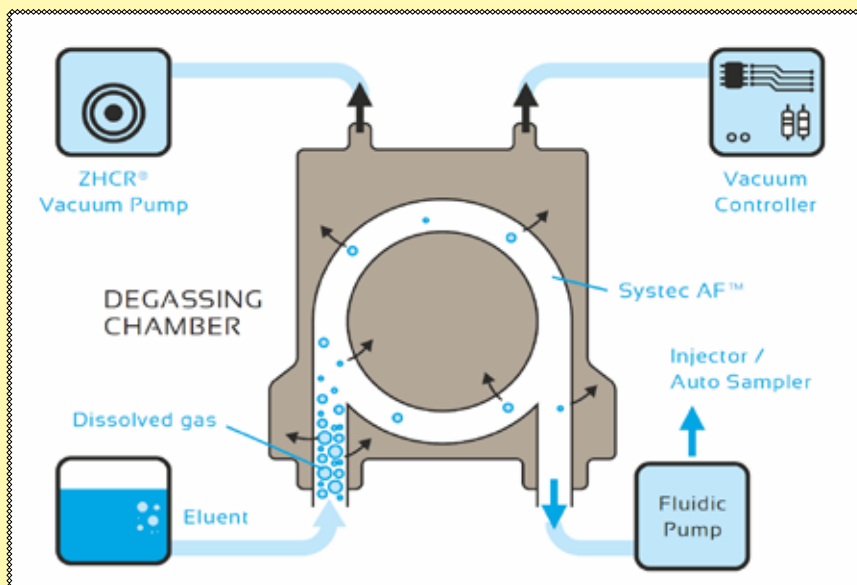 ZHCR®
Vacuum Pump
Vacuum
Controller
DEGASSING
CHAMBER
Systec AF™
Injector /
Auto Sampler
Dissolved gas
Eluent
Fluidic
Pump